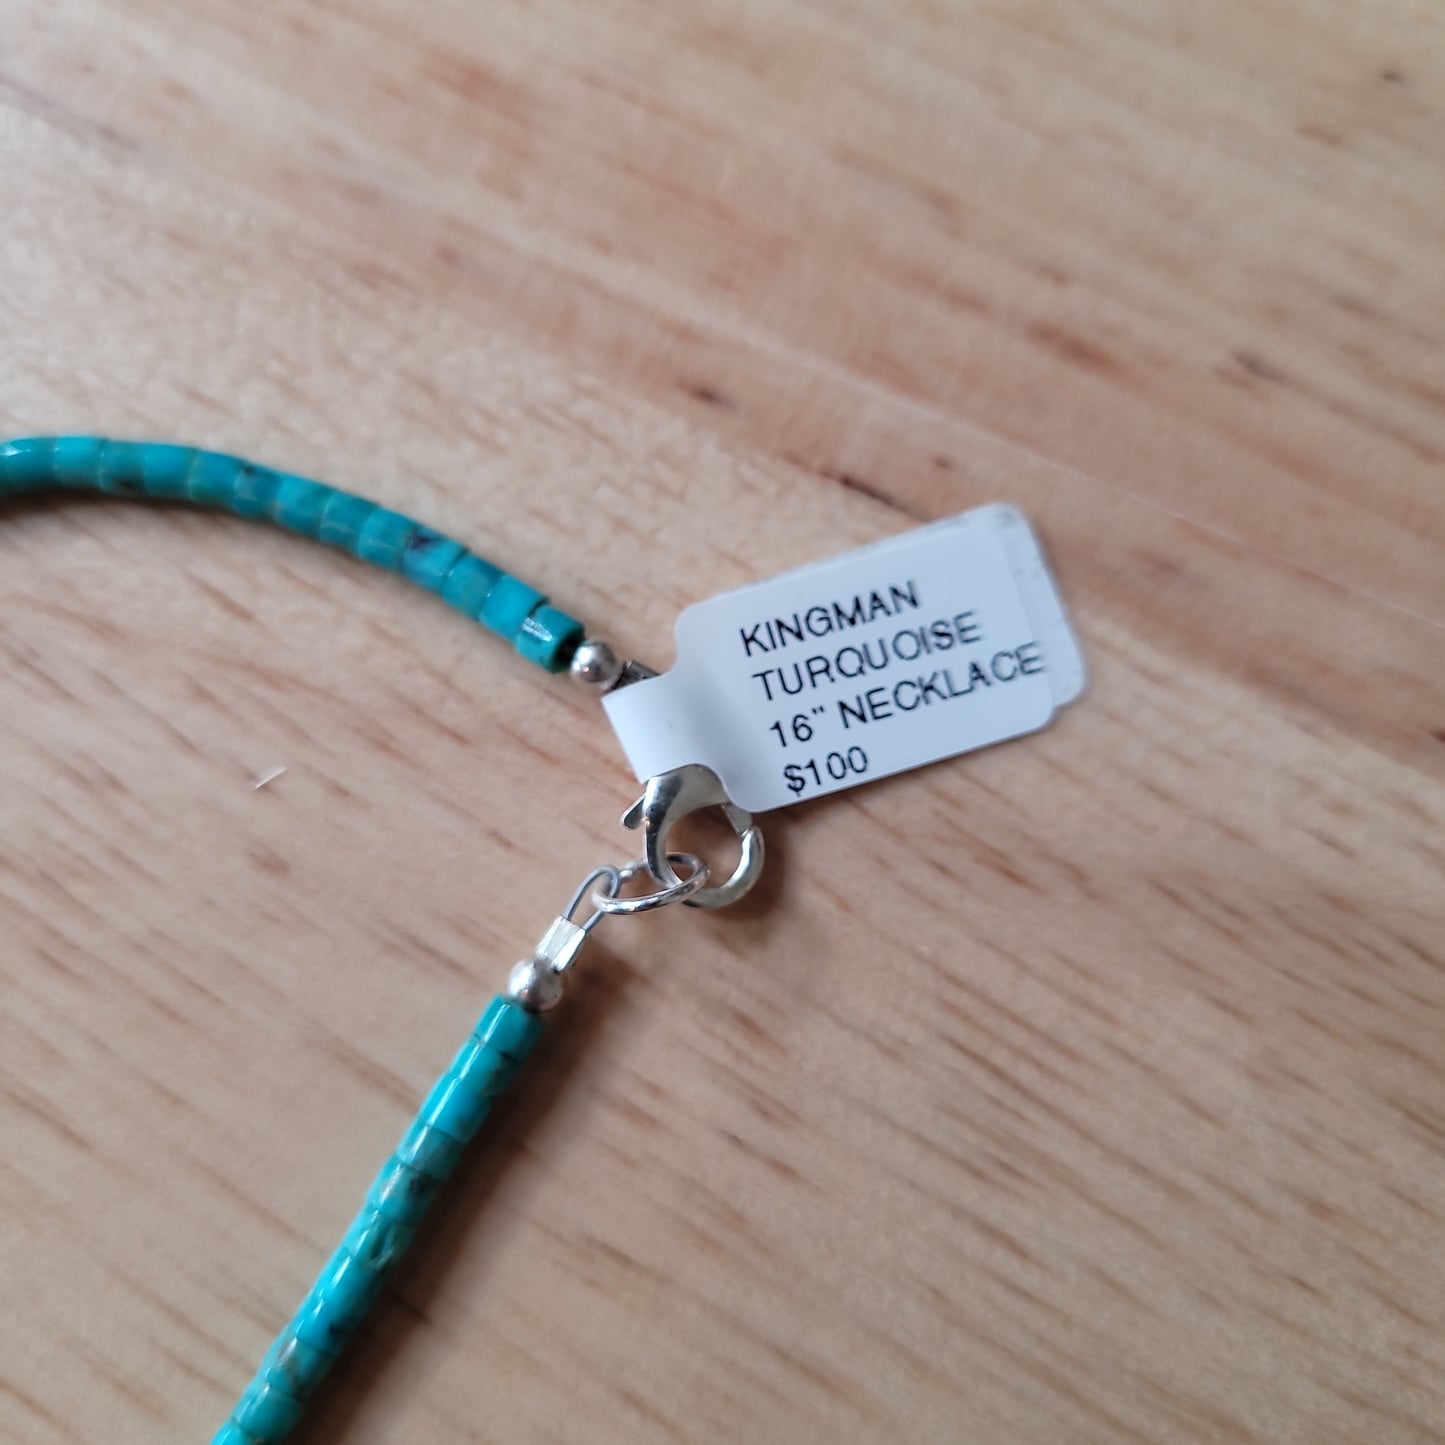 KINGMAN
TURQUOISE
16" NECKLACE
$100